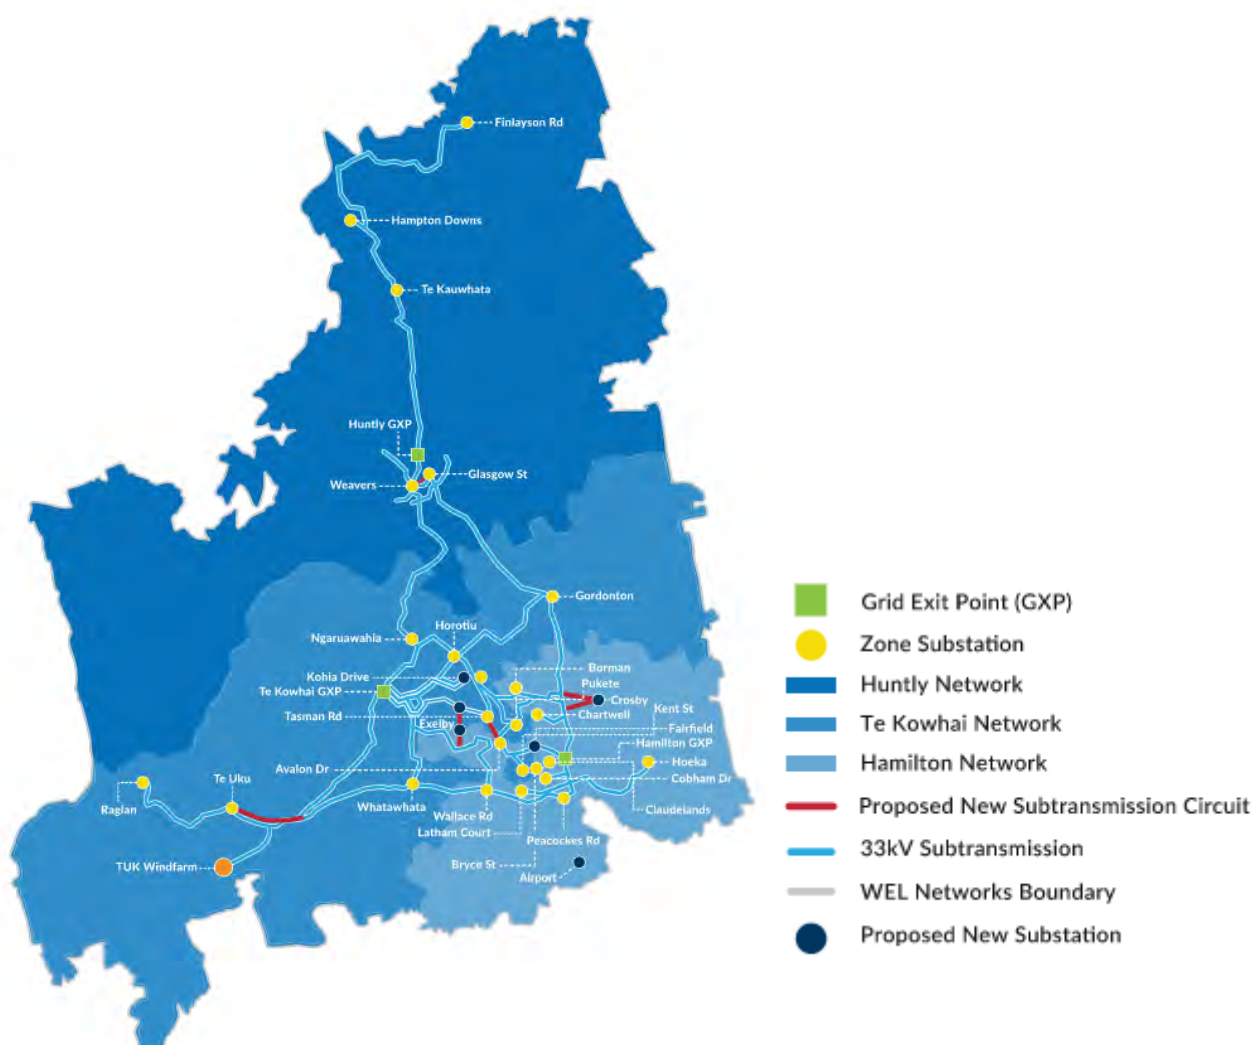 Finlayson Rd
Hampton Downs
Te Kauwhata
Huntly GXP
Glasgow St
Weavers
Gordonton
Ngaruawahia
Horotiu
Kohia Drive
Te Kowhai GXP
Tasman Rd
Exelby
Avalon Dr
Borman
Pukete
Crosby
Kent St
Chartwell
Fairfield
Hamilton GXP
Hoeka
Cobham Dr
Claudelands
Te Uku
Raglan
Whatawhata
Wallace Rd
Latham Court
Peacockes Rd
Bryce St
Airport
TUK Windfarm
Grid Exit Point (GXP)
Zone Substation
Huntly Network
Te Kowhai Network
Hamilton Network
Proposed New Subtransmission Circuit
33kV Subtransmission
WEL Networks Boundary
Proposed New Substation